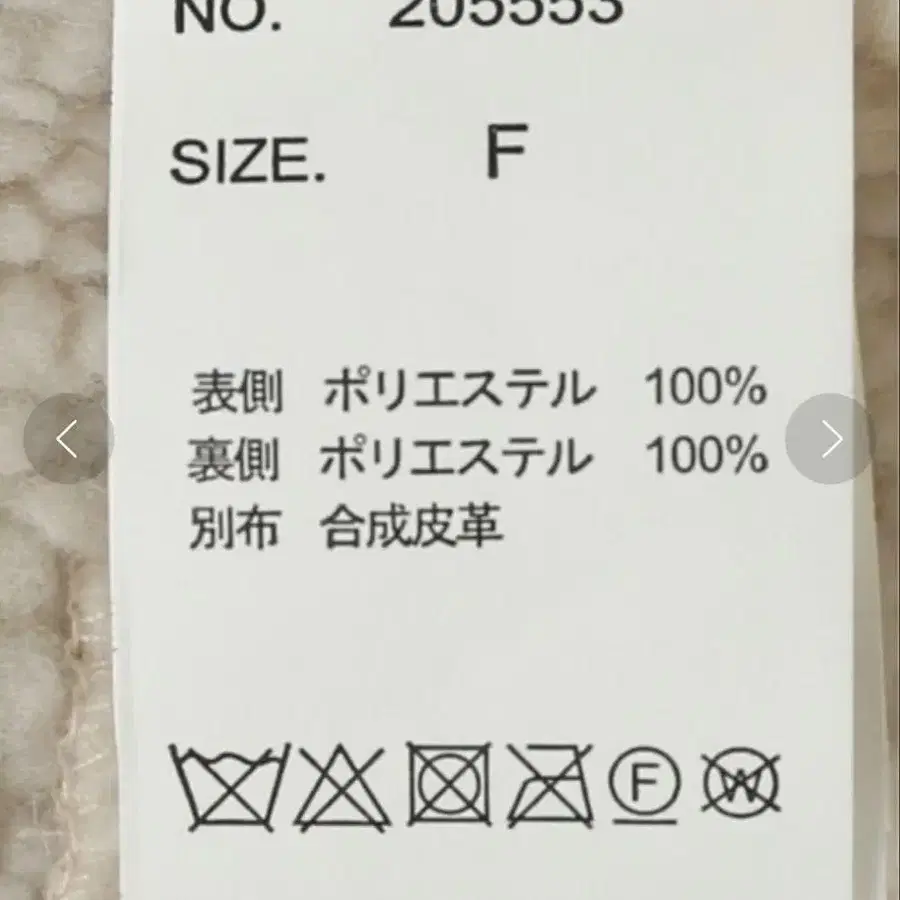 NO. 205553
SIZE. F
表側 ポリエステル 100%
裏側 ポリエステル 100%
別布 合成皮革
F W